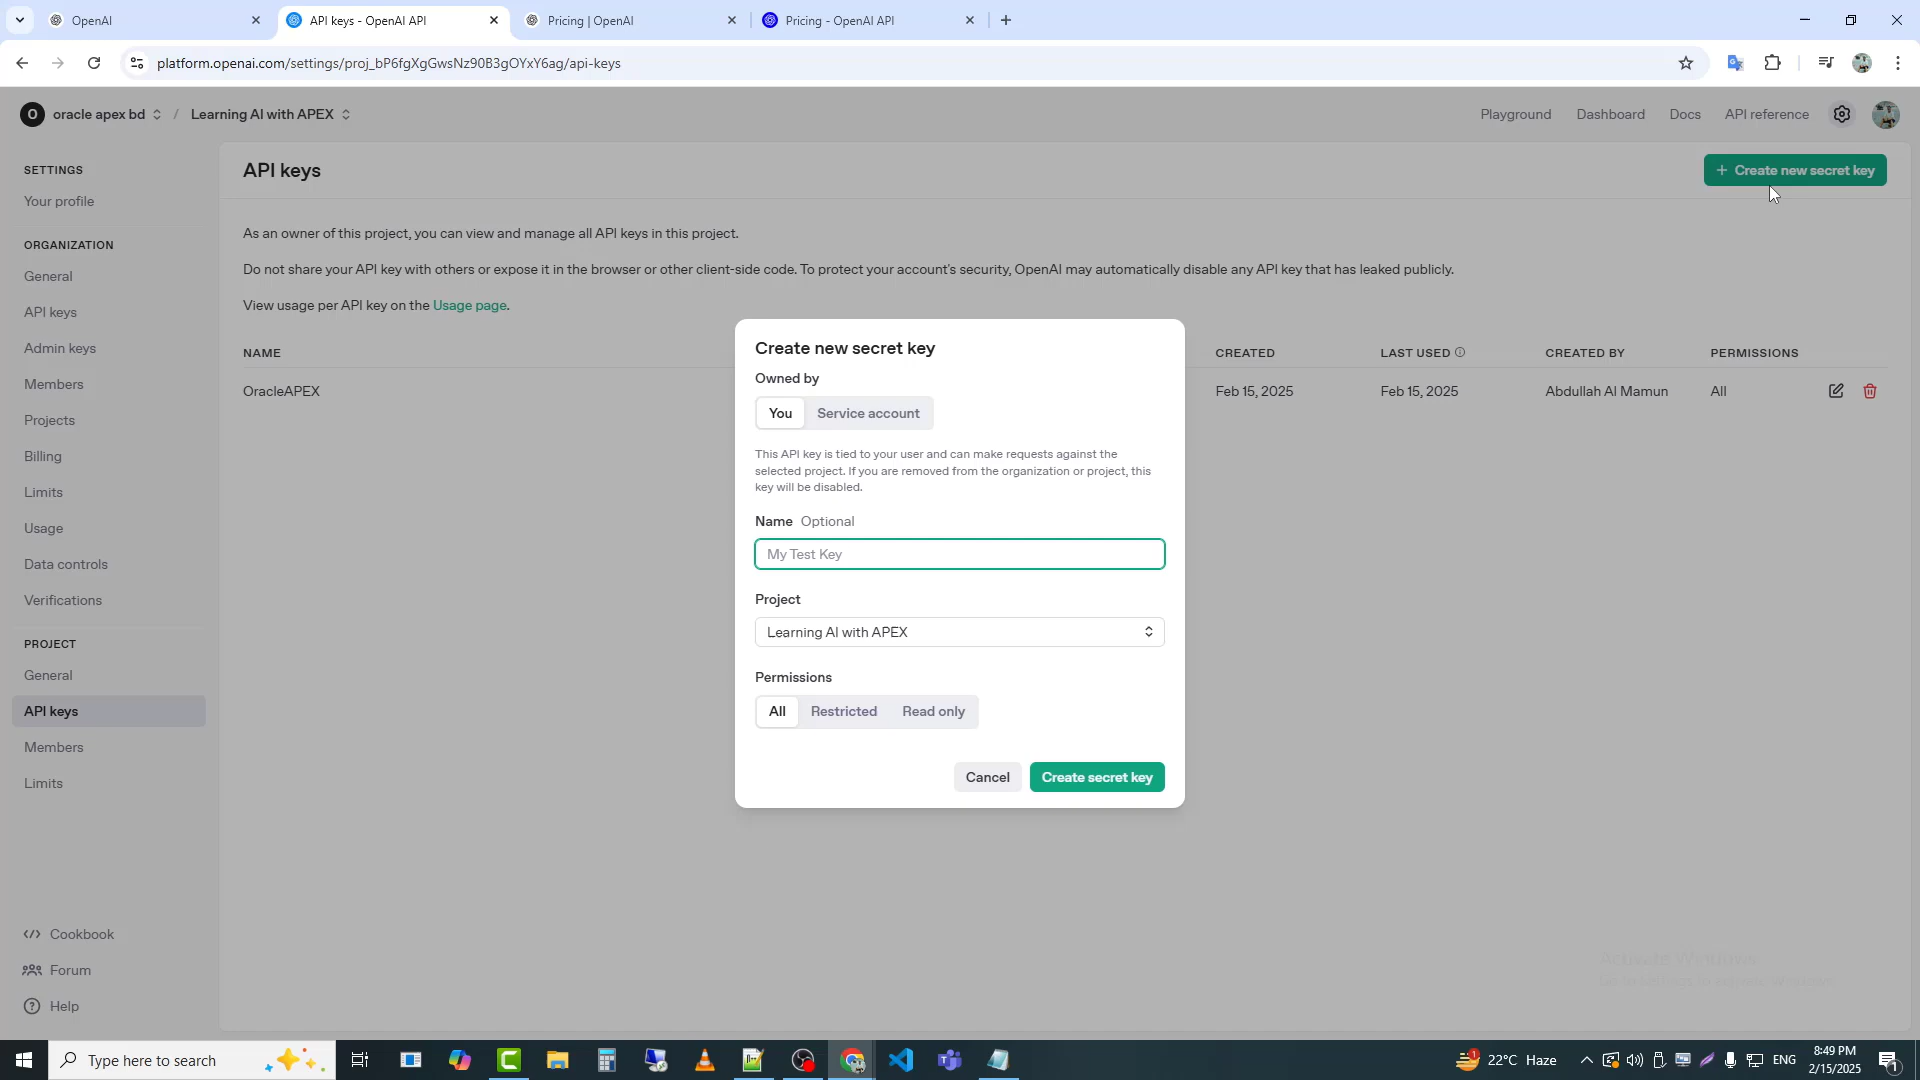 OpenAI
API keys - OpenAI API
Pricing | OpenAI
Pricing - OpenAI API
platform.openai.com/settings/proj_bP6fgXgGwsNz90B3gOYxY6ag/api-keys
O oracle apex bd / Learning AI with APEX
Playground Dashboard Docs API reference
SETTINGS
Your profile
ORGANIZATION
General
API keys
Admin keys
Members
Projects
Billing
Limits
Usage
Data controls
Verifications
PROJECT
General
API keys
Members
Limits
Cookbook
Forum
Help
API keys
+ Create new secret key
As an owner of this project, you can view and manage all API keys in this project.
Do not share your API key with others or expose it in the browser or other client-side code. To protect your account's security, OpenAI may automatically disable any API key that has leaked publicly.
View usage per API key on the Usage page.
NAME CREATED LAST USED CREATED BY PERMISSIONS
OracleAPEX Feb 15, 2025 Feb 15, 2025 Abdullah Al Mamun All
Create new secret key
Owned by
You Service account
This API key is tied to your user and can make requests against the
selected project. If you are removed from the organization or project, this
key will be disabled.
Name Optional
My Test Key
Project
Learning AI with APEX
Permissions
All Restricted Read only
Cancel Create secret key
Activate Windows
Type here to search
1
22°C Haze
ENG
8:49 PM
2/15/2025
1